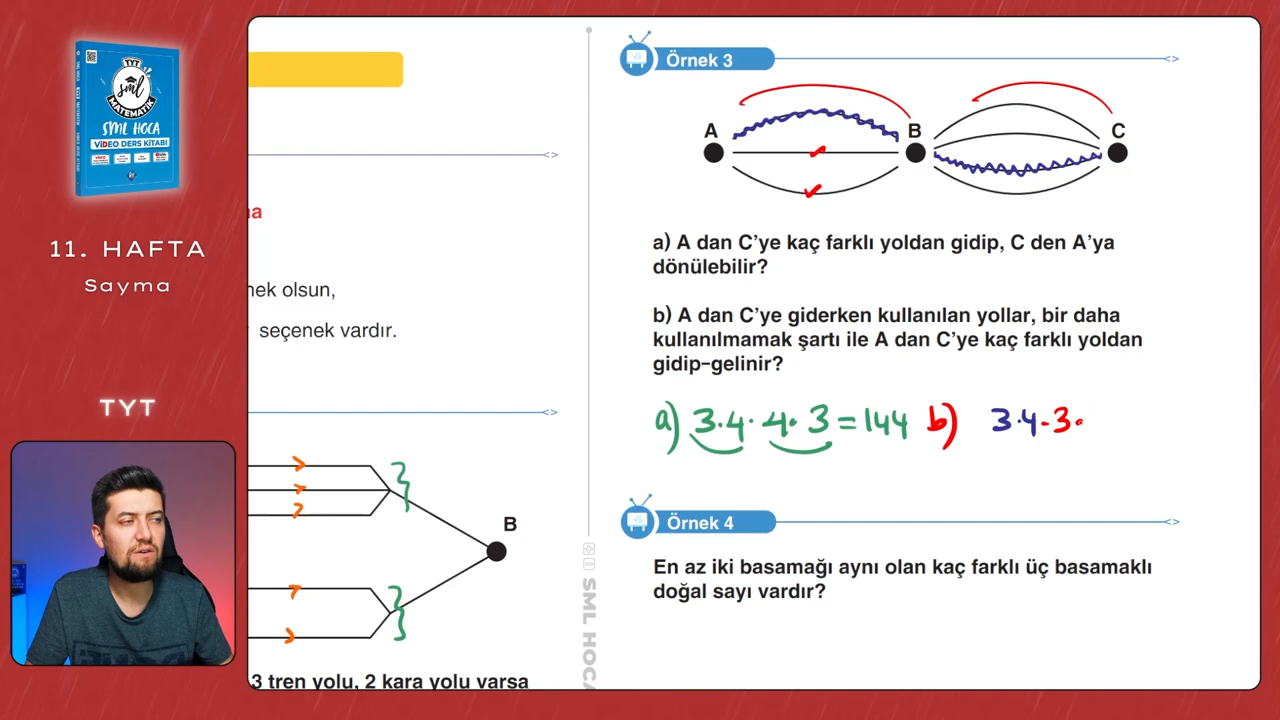 TYT
sml
MATEMATİK
SML HOCA
VİDEO DERS KİTABI
11. HAFTA
Sayma
TYT
a
nek olsun,
seçenek vardır.
B
3 tren yolu, 2 kara yolu varsa
SML HOCA
Örnek 3
A B C
a) A dan C’ye kaç farklı yoldan gidip, C den A’ya
dönülebilir?
b) A dan C’ye giderken kullanılan yollar, bir daha
kullanılmamak şartı ile A dan C’ye kaç farklı yoldan
gidip-gelinir?
a) 3·4·4·3=144 b) 3·4·3·
Örnek 4
En az iki basamağı aynı olan kaç farklı üç basamaklı
doğal sayı vardır?